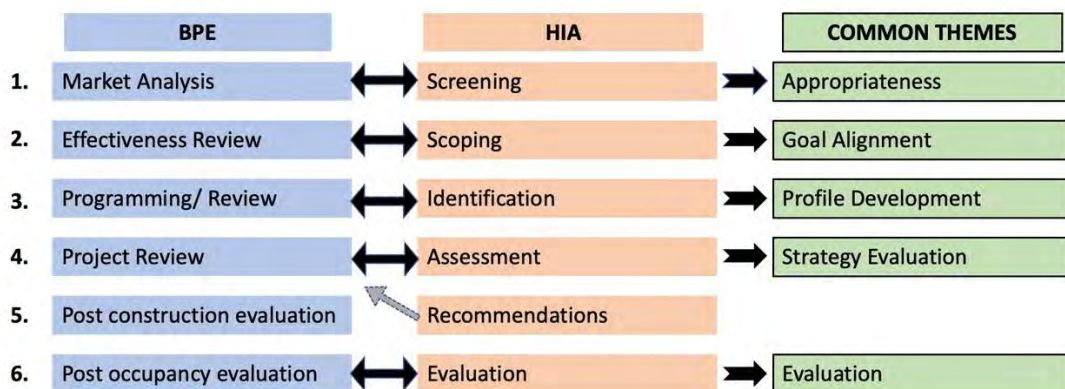 BPE HIA COMMON THEMES
1. Market Analysis Screening Appropriateness
2. Effectiveness Review Scoping Goal Alignment
3. Programming/ Review Identification Profile Development
4. Project Review Assessment Strategy Evaluation
5. Post construction evaluation Recommendations
6. Post occupancy evaluation Evaluation Evaluation